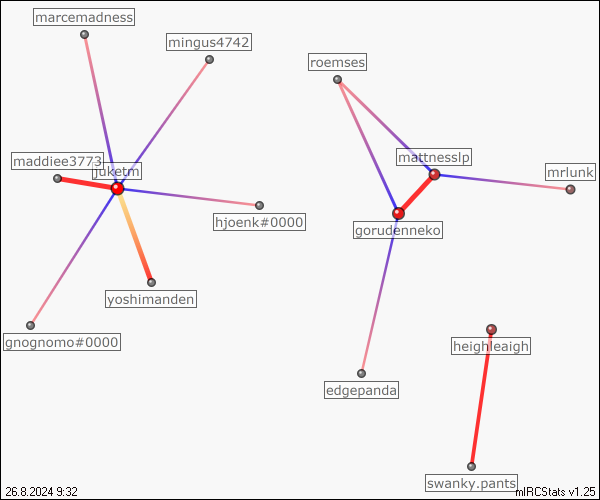 marcemadness
mingus4742
roemses
mattnesslp
maddiee3773
juketm
mrlunk
hjoenk#0000
gorudenneko
yoshimanden
gnognomo#0000
heighleaigh
edgepanda
swanky.pants
26.8.2024 9:32
mIRCStats v1.25